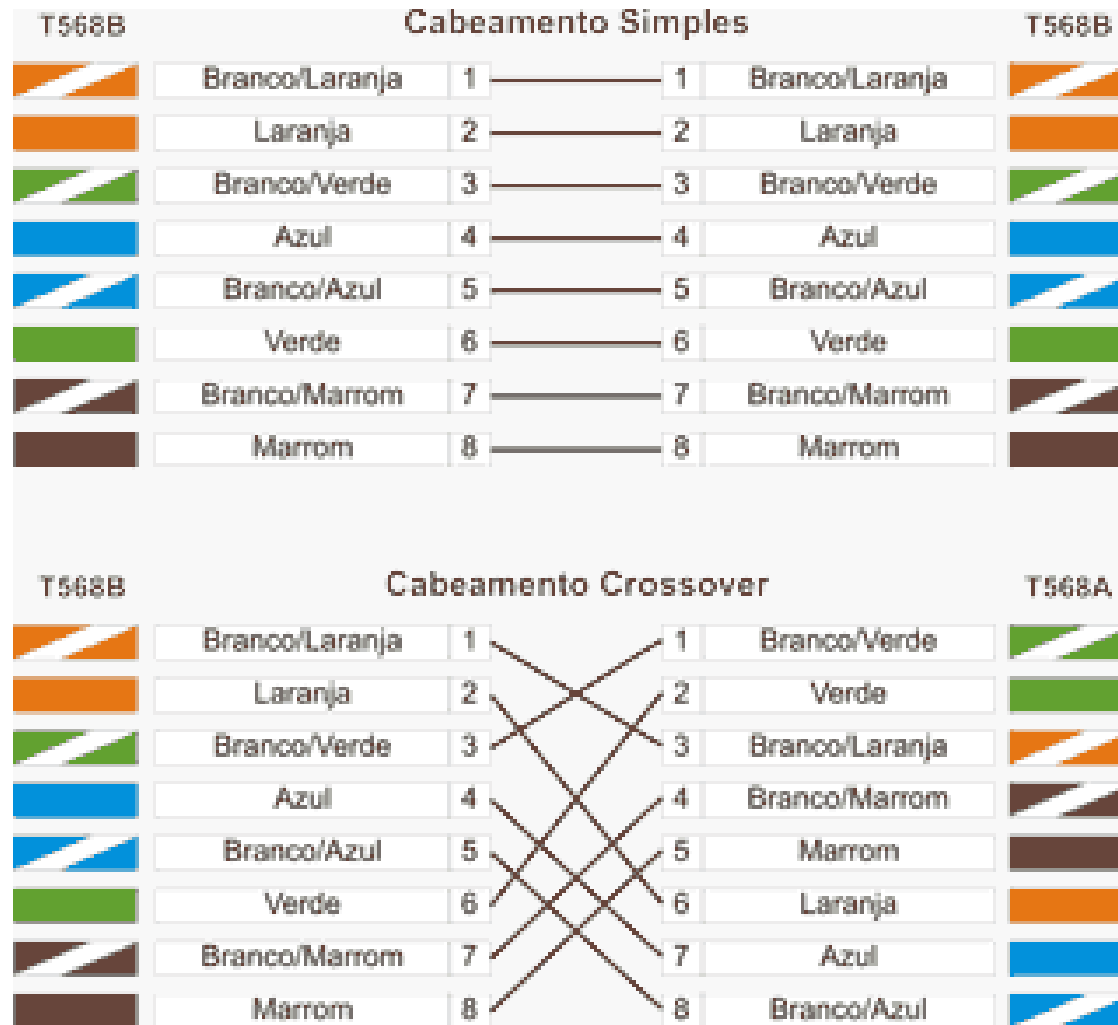 T568B Cabeamento Simples T568B
Branco/Laranja 1 1 Branco/Laranja
Laranja 2 2 Laranja
Branco/Verde 3 3 Branco/Verde
Azul 4 4 Azul
Branco/Azul 5 5 Branco/Azul
Verde 6 6 Verde
Branco/Marrom 7 7 Branco/Marrom
Marrom 8 8 Marrom
T568B Cabeamento Crossover T568A
Branco/Laranja 1 1 Branco/Verde
Laranja 2 2 Verde
Branco/Verde 3 3 Branco/Laranja
Azul 4 4 Branco/Marrom
Branco/Azul 5 5 Marrom
Verde 6 6 Laranja
Branco/Marrom 7 7 Azul
Marrom 8 8 Branco/Azul